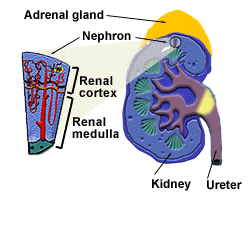 Adrenal gland
Nephron
Renal
cortex
Renal
medulla
Kidney
Ureter